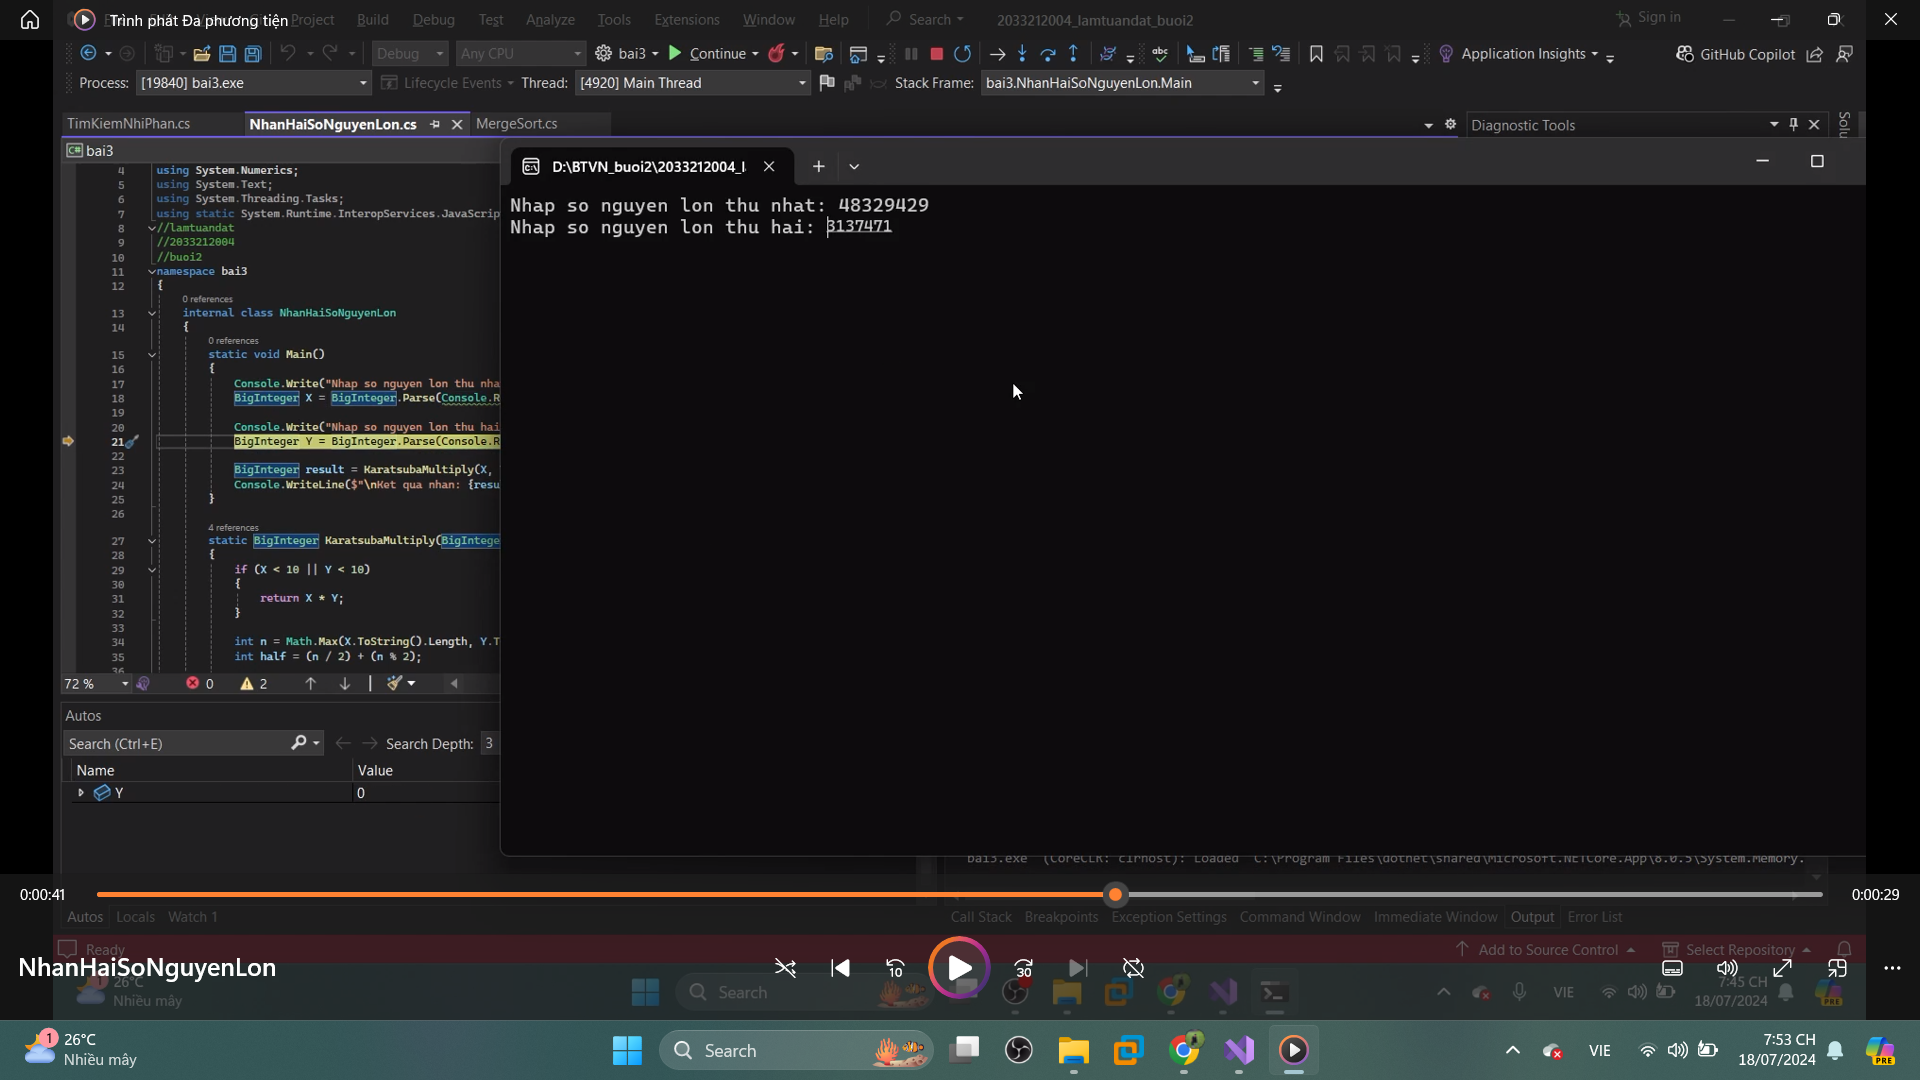 Trình phát Đa phương tiện
Project Build Debug Test Analyze Tools Extensions Window Help Search 2033212004_lamtuandat_buoi2 Sign in
Debug Any CPU bai3 Continue Application Insights GitHub Copilot
Process: [19840] bai3.exe Lifecycle Events Thread: [4920] Main Thread Stack Frame: bai3.NhanHaiSoNguyenLon.Main
TimKiemNhiPhan.cs NhanHaiSoNguyenLon.cs MergeSort.cs Diagnostic Tools
bai3
D:\BTVN_buoi2\2033212004_l
Nhap so nguyen lon thu nhat: 48329429
Nhap so nguyen lon thu hai: 3137471
4 using System.Numerics;
5 using System.Text;
6 using System.Threading.Tasks;
7 using static System.Runtime.InteropServices.JavaScrip
8 //lamtuandat
9 //2033212004
10 //buoi2
11 namespace bai3
12 {
0 references
13 internal class NhanHaiSoNguyenLon
14 {
0 references
15 static void Main()
16 {
17 Console.Write("Nhap so nguyen lon thu nha
18 BigInteger X = BigInteger.Parse(Console.R
19
20 Console.Write("Nhap so nguyen lon thu hai
21 BigInteger Y = BigInteger.Parse(Console.R
22
23 BigInteger result = KaratsubaMultiply(X,
24 Console.WriteLine($"\nKet qua nhan: {resu
25 }
26
4 references
27 static BigInteger KaratsubaMultiply(BigIntege
28 {
29 if (X < 10 || Y < 10)
30 {
31 return X * Y;
32 }
33
34 int n = Math.Max(X.ToString().Length, Y.T
35 int half = (n / 2) + (n % 2);
36
72 % 0 2
Autos
Search (Ctrl+E) Search Depth: 3
Name Value
Y 0
bai3.exe (CoreCLR: clrhost): Loaded C:\Program Files\dotnet\shared\Microsoft.NETCore.App\8.0.5\System.Memory.
0:00:41 0:00:29
Autos Locals Watch 1 Call Stack Breakpoints Exception Settings Command Window Immediate Window Output Error List
Ready Add to Source Control Select Repository
NhanHaiSoNguyenLon
10 30
26°C
Nhiều mây
Search VIE 7:45 CH
18/07/2024
PRE
1 26°C
Nhiều mây
Search VIE 7:53 CH
18/07/2024
PRE